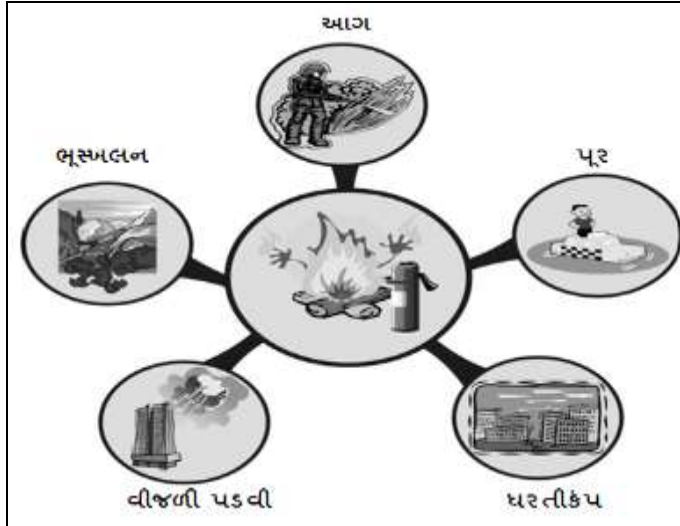 આગ
ભૂસ્ખલન
પૂર
વીજળી પડવી
ધરતીકંપ